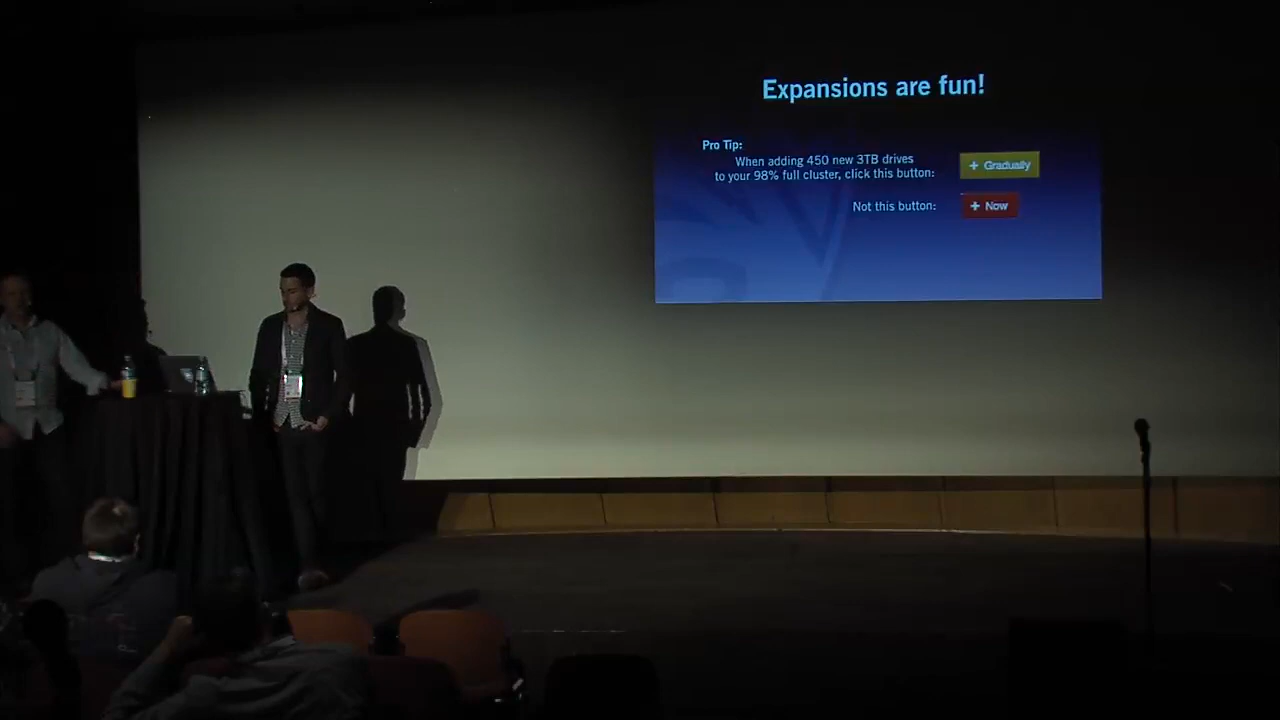 Expansions are fun!
Pro Tip:
When adding 450 new 3TB drives
to your 98% full cluster, click this button:
+ Gradually
Not this button:
+ Now